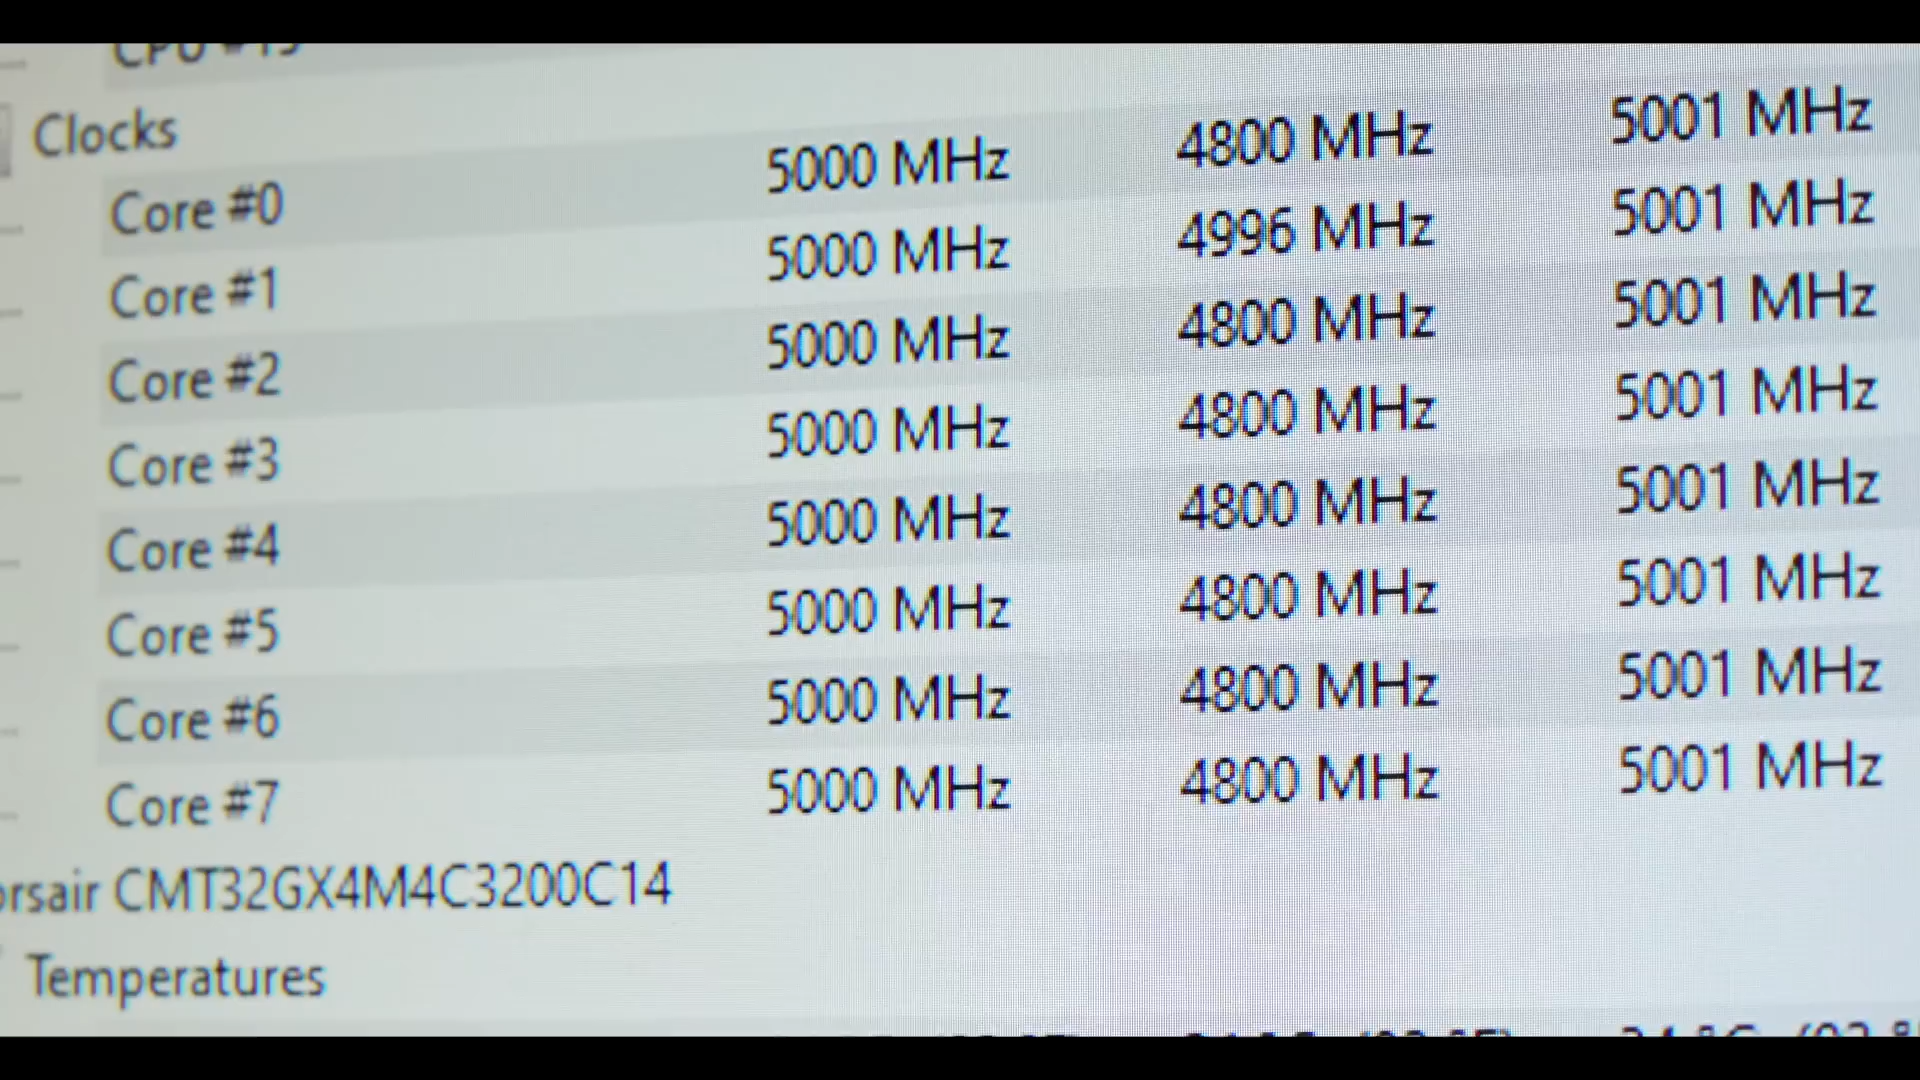 CPU #15
Clocks
Core #0 5000 MHz 4800 MHz 5001 MHz
Core #1 5000 MHz 4996 MHz 5001 MHz
Core #2 5000 MHz 4800 MHz 5001 MHz
Core #3 5000 MHz 4800 MHz 5001 MHz
Core #4 5000 MHz 4800 MHz 5001 MHz
Core #5 5000 MHz 4800 MHz 5001 MHz
Core #6 5000 MHz 4800 MHz 5001 MHz
Core #7 5000 MHz 4800 MHz 5001 MHz
orsair CMT32GX4M4C3200C14
Temperatures